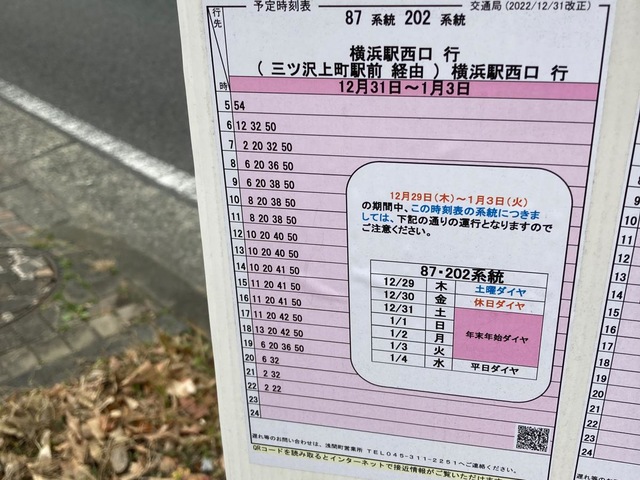 予定時刻表 交通局(2022/12/31改正)
行先
87 系統 202 系統
横浜駅西口 行
( 三ツ沢上町駅前 経由 ) 横浜駅西口 行
時 12月31日～1月3日
5 54
6 12 32 50
7 2 20 32 50
8 6 20 36 50
9 6 20 38 50
10 8 20 38 50
11 8 20 38 50
12 10 20 40 50
13 10 20 40 50
14 10 20 41 50
15 11 20 41 50
16 11 20 41 50
17 11 20 42 50
18 13 20 42 50
19 6 20 36 50
20 6 32
21 2 32
22 2 22
23
24
12月29日(木)～1月3日(火)
の期間中、この時刻表の系統につきま
しては、下記の通りの運行となりますので
ご注意ください。
87・202系統
12/29 木 土曜ダイヤ
12/30 金 休日ダイヤ
12/31 土
1/1 日
1/2 月 年末年始ダイヤ
1/3 火
1/4 水 平日ダイヤ
遅れ等のお問い合わせは、浅間町営業所 TEL045-311-2251へご連絡ください。
QRコードを読み取るとインターネットで接近情報がご覧いただけます